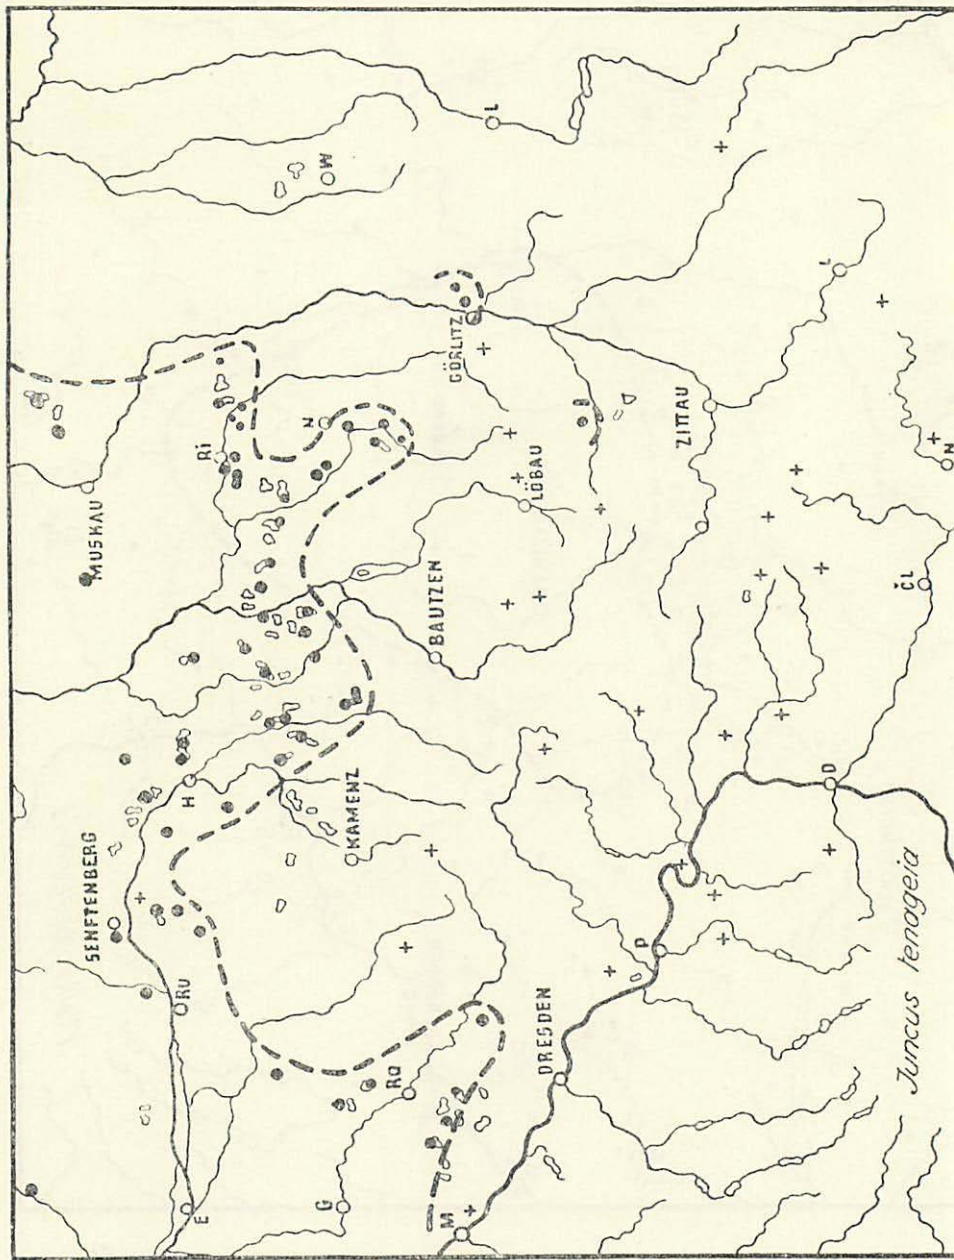 SENFTENBERG
MUSKAU
Ru
H
Ri
E
W
N
KAMENZ
G
Ra
BAUTZEN
GÖRLITZ
M
LÖBAU
L
DRESDEN
P
ZITTAU
L
D
ČL
N
Juncus tenageia